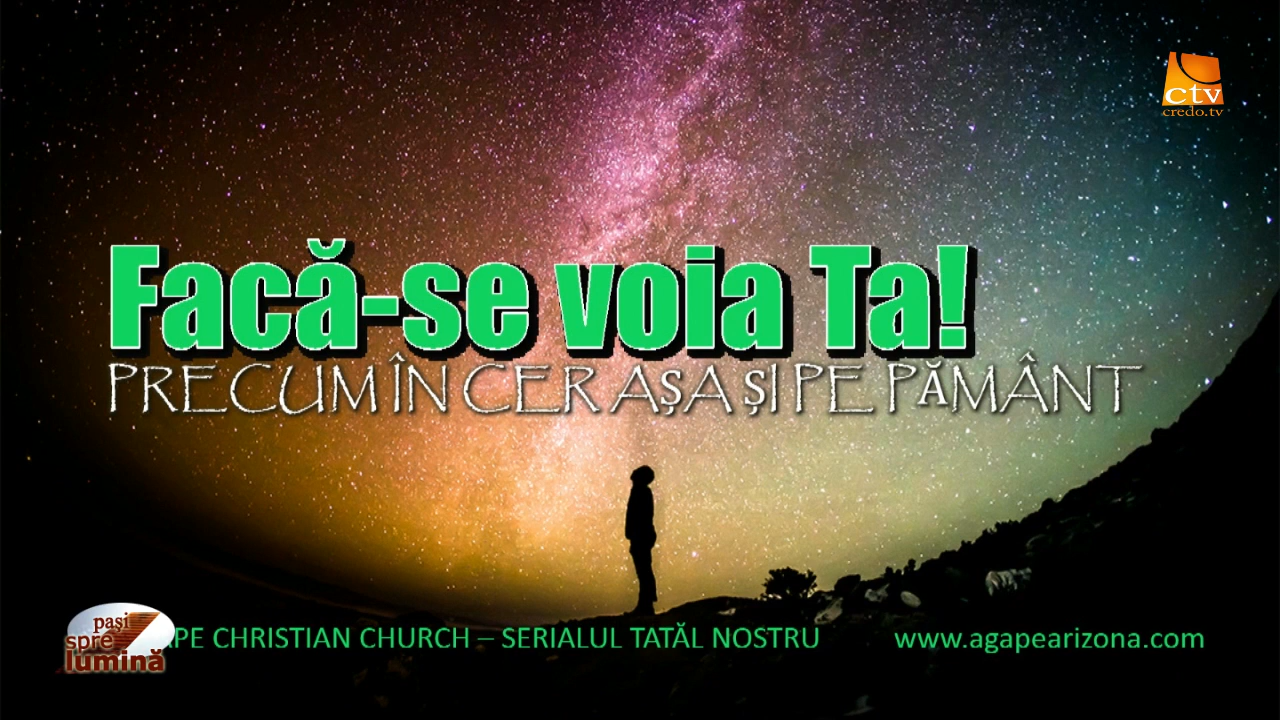 ctv
credo.tv
Facă-se voia Ta!
PRECUM ÎN CER AȘA ȘI PE PĂMÂNT
pași
spre
lumină
CHRISTIAN CHURCH – SERIALUL TATĂL NOSTRU
www.agapearizona.com